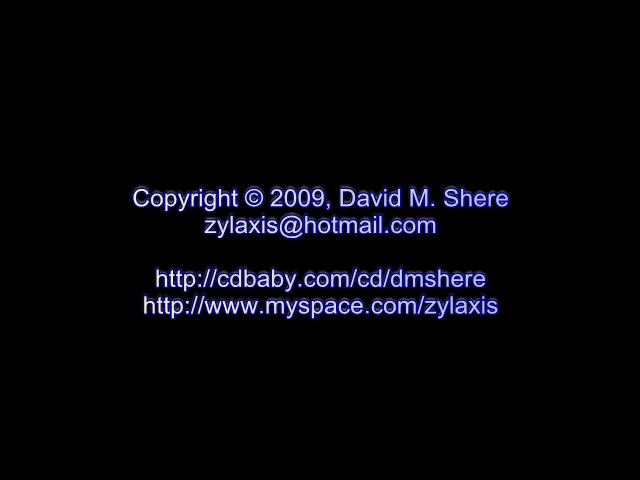 Copyright © 2009, David M. Shere
zylaxis@hotmail.com
http://cdbaby.com/cd/dmshere
http://www.myspace.com/zylaxis